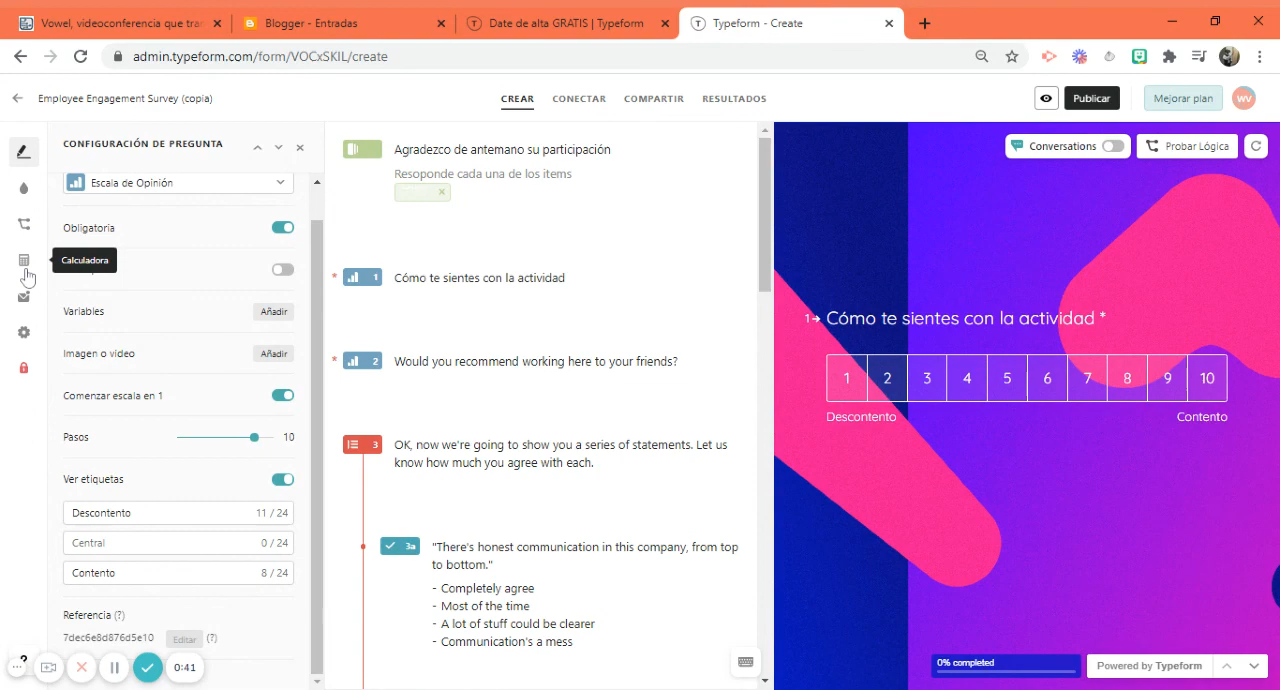 Vowel, videoconferencia que tra
Blogger - Entradas
Date de alta GRATIS | Typeform
Typeform - Create
admin.typeform.com/form/VOCxSKIL/create
Employee Engagement Survey (copia)
CREAR
CONECTAR
COMPARTIR
RESULTADOS
Publicar
Mejorar plan
WV
CONFIGURACIÓN DE PREGUNTA
Escala de Opinión
Obligatoria
Calculadora
Variables
Añadir
Imagen o vídeo
Añadir
Comenzar escala en 1
Pasos
10
Ver etiquetas
Descontento
11 / 24
Central
0 / 24
Contento
8 / 24
Referencia (?)
7dec6e8d876d5e10
Editar
(?)
0:41
Agradezco de antemano su participación
Resoponde cada una de los items
* 1 Cómo te sientes con la actividad
* 2 Would you recommend working here to your friends?
3 OK, now we're going to show you a series of statements. Let us
know how much you agree with each.
3a "There's honest communication in this company, from top
to bottom."
- Completely agree
- Most of the time
- A lot of stuff could be clearer
- Communication's a mess
Conversations
Probar Lógica
1→ Cómo te sientes con la actividad *
1 2 3 4 5 6 7 8 9 10
Descontento
Contento
0% completed
Powered by Typeform